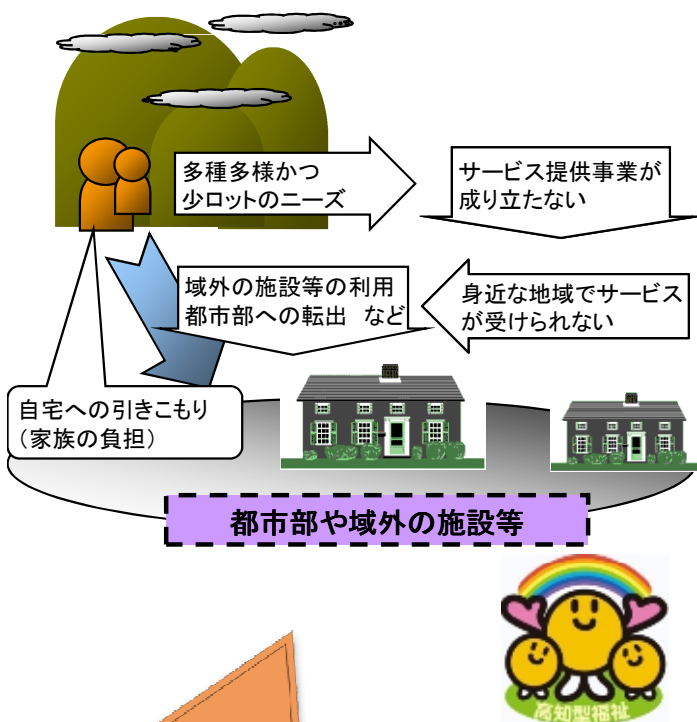 多種多様かつ
少ロットのニーズ
サービス提供事業が
成り立たない
身近な地域でサービス
が受けられない
域外の施設等の利用
都市部への転出　など
自宅への引きこもり
（家族の負担）
都市部や域外の施設等
高知型福祉